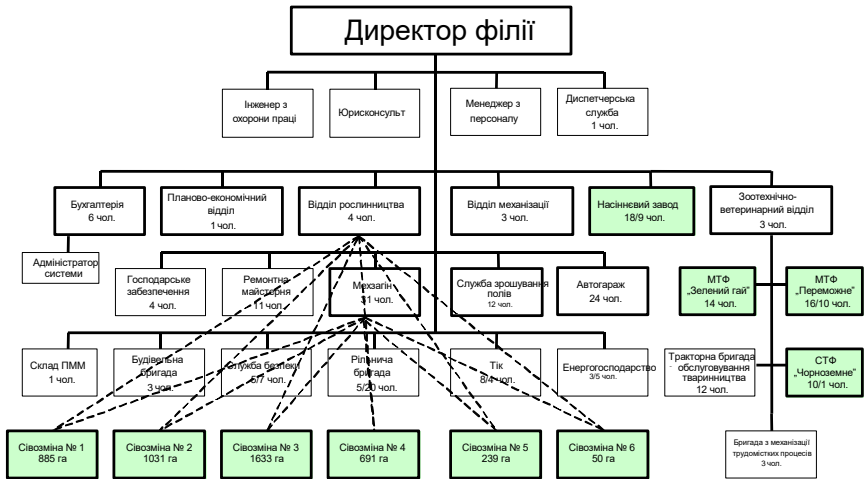 Директор філії
Інженер з
охорони праці
Юрисконсульт
Менеджер з
персоналу
Диспетчерська
служба
1 чол.
Бухгалтерія
6 чол.
Планово-економічний
відділ
1 чол.
Відділ рослинництва
4 чол.
Відділ механізації
3 чол.
Насіннєвий завод
18/9 чол.
Зоотехнічно-
ветеринарний відділ
3 чол.
Адміністратор
системи
Господарське
забезпечення
4 чол.
Ремонтна
майстерня
11 чол.
Мехзагін
31 чол.
Служба зрошування
полів
12 чол.
Автогараж
24 чол.
МТФ
„Зелений гай"
14 чол.
МТФ
„Переможне"
16/10 чол.
Склад ПММ
1 чол.
Будівельна
бригада
3 чол.
Служба безпеки
5/7 чол.
Рільнича
бригада
5/20 чол.
Тік
8/4 чол.
Енергогосподарство
3/5 чол.
Тракторна бригада
обслуговування
тваринництва
12 чол.
СТФ
„Чорноземне"
10/1 чол.
Сівозміна № 1
885 га
Сівозміна № 2
1031 га
Сівозміна № 3
1633 га
Сівозміна № 4
691 га
Сівозміна № 5
239 га
Сівозміна № 6
50 га
Бригада з механізації
трудомістких процесів
3 чол.